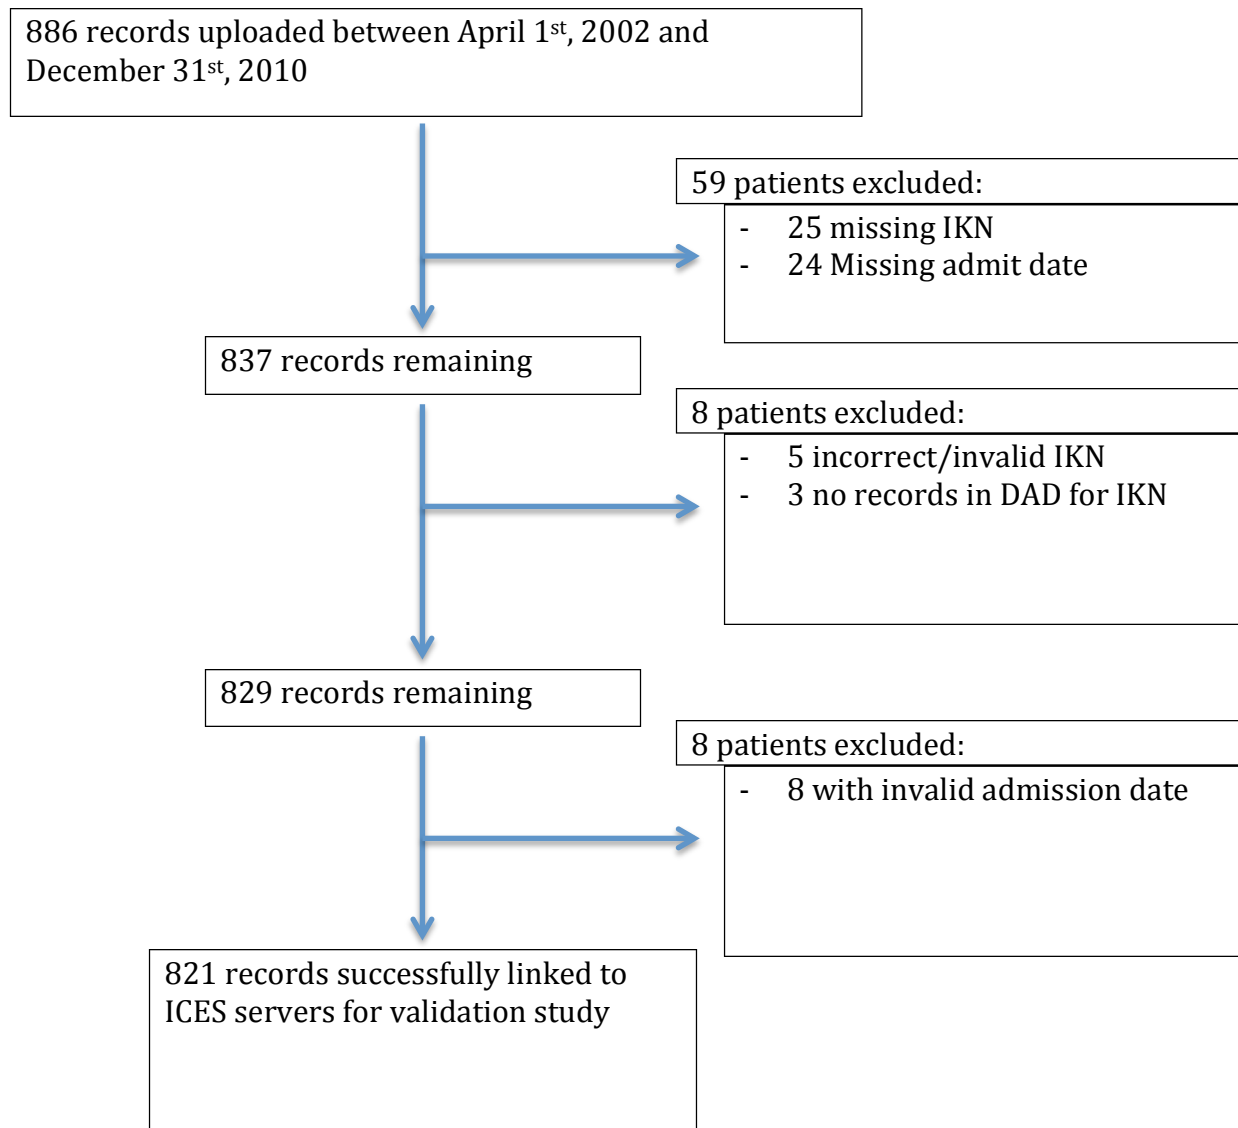 886 records uploaded between April 1st, 2002 and
December 31st, 2010
59 patients excluded:
- 25 missing IKN
- 24 Missing admit date
837 records remaining
8 patients excluded:
- 5 incorrect/invalid IKN
- 3 no records in DAD for IKN
829 records remaining
8 patients excluded:
- 8 with invalid admission date
821 records successfully linked to
ICES servers for validation study